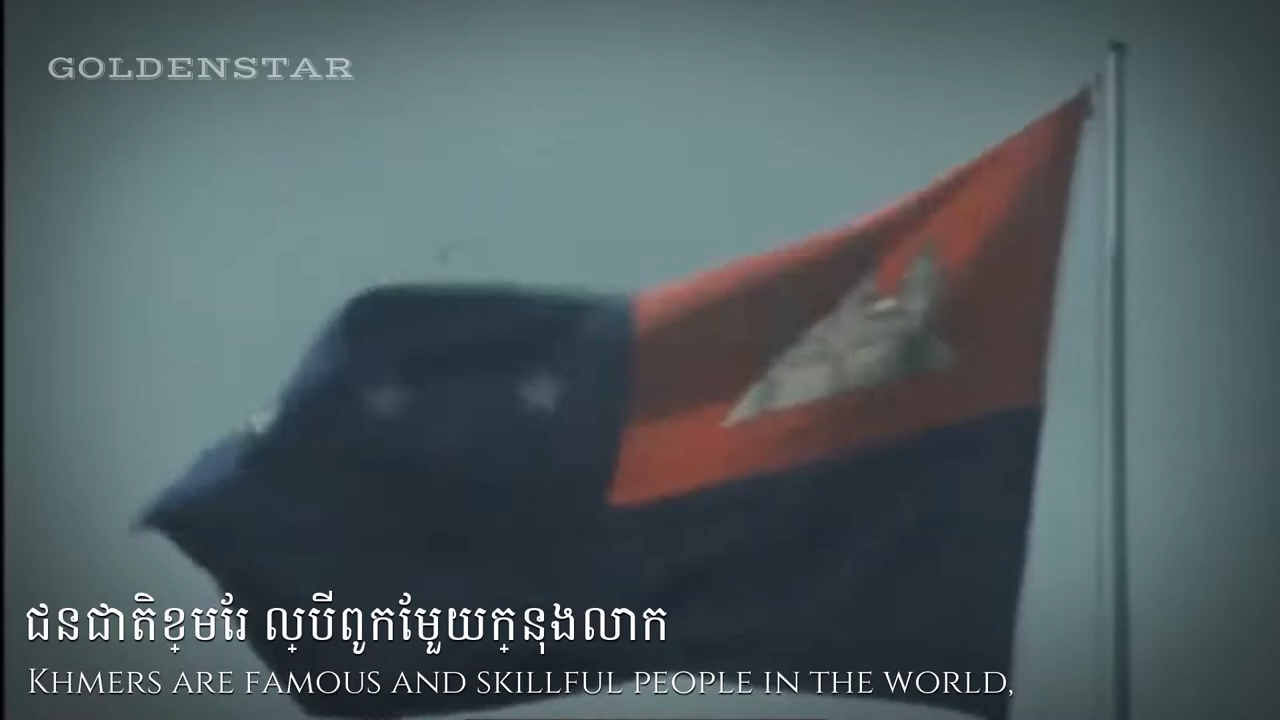 GOLDENSTAR
ជនជាតិខ្មរែ ល្បីពូកមែួយក្នុងលោក
KHMERS ARE FAMOUS AND SKILLFUL PEOPLE IN THE WORLD,